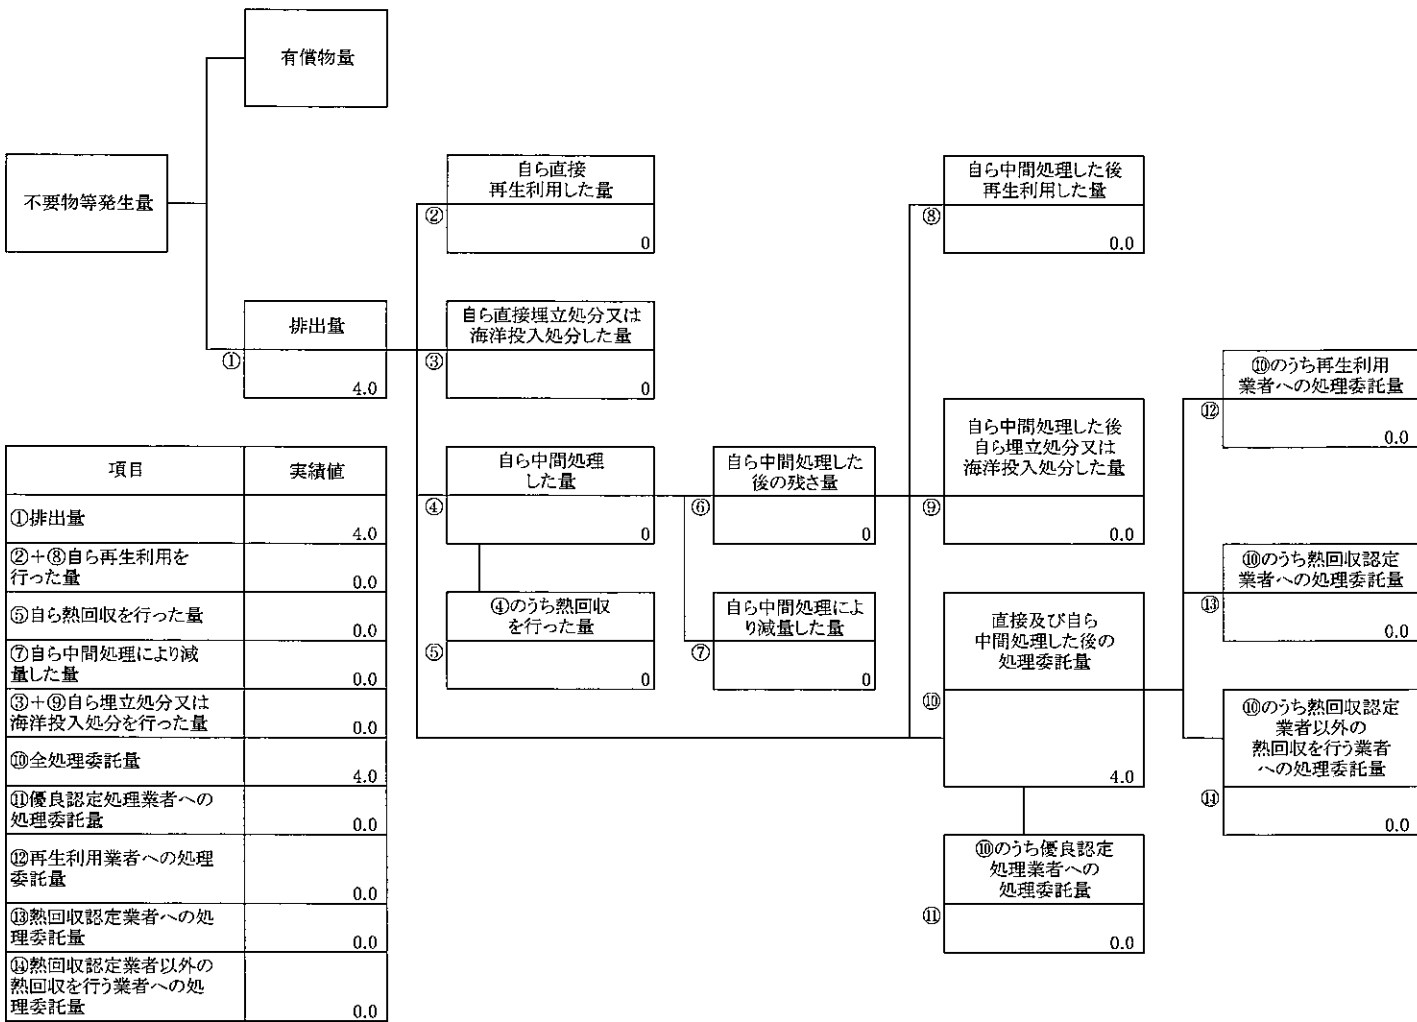 有償物量
不要物等発生量
排出量
①
4.0
自ら直接
再生利用した量
②
0
自ら直接埋立処分又は
海洋投入処分した量
③
0
自ら中間処理
した量
④
0
④のうち熱回収
を行った量
⑤
0
自ら中間処理した
後の残さ量
⑥
0
自ら中間処理によ
り減量した量
⑦
0
自ら中間処理した後
再生利用した量
⑧
0.0
自ら中間処理した後
自ら埋立処分又は
海洋投入処分した量
⑨
0.0
直接及び自ら
中間処理した後の
処理委託量
⑩
4.0
⑩のうち優良認定
処理業者への
処理委託量
⑪
0.0
⑩のうち再生利用
業者への処理委託量
⑫
0.0
⑩のうち熱回収認定
業者への処理委託量
⑬
0.0
⑩のうち熱回収認定
業者以外の
熱回収を行う業者
への処理委託量
⑭
0.0
項目 実績値
①排出量
4.0
②+⑧自ら再生利用を
行った量
0.0
⑤自ら熱回収を行った量
0.0
⑦自ら中間処理により減
量した量
0.0
③+⑨自ら埋立処分又は
海洋投入処分を行った量
0.0
⑩全処理委託量
4.0
⑪優良認定処理業者への
処理委託量
0.0
⑫再生利用業者への処理
委託量
0.0
⑬熱回収認定業者への処
理委託量
0.0
⑭熱回収認定業者以外の
熱回収を行う業者への処
理委託量
0.0